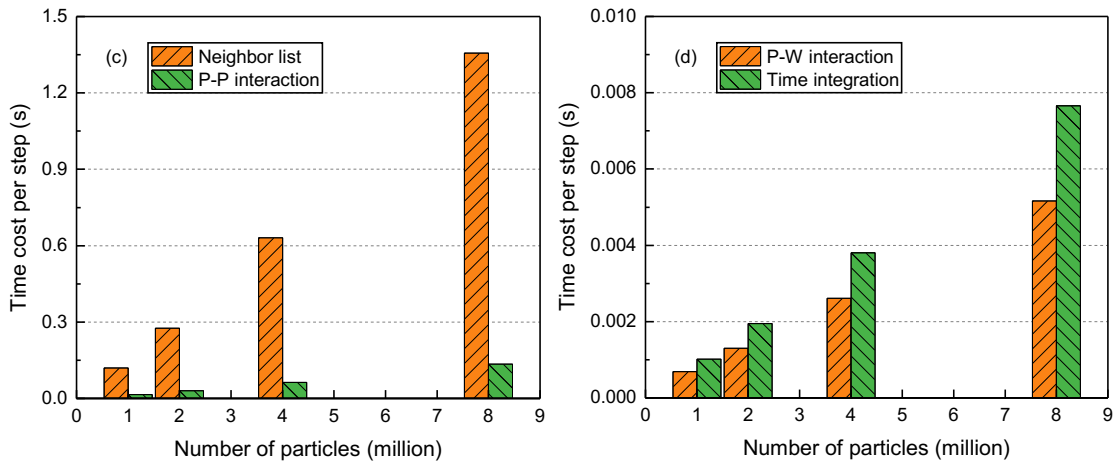 (c)
Neighbor list
P-P interaction
1.5
1.2
0.9
0.6
0.3
0.0
Time cost per step (s)
0 1 2 3 4 5 6 7 8 9
Number of particles (million)
(d)
P-W interaction
Time integration
0.010
0.008
0.006
0.004
0.002
0.000
Time cost per step (s)
0 1 2 3 4 5 6 7 8 9
Number of particles (million)